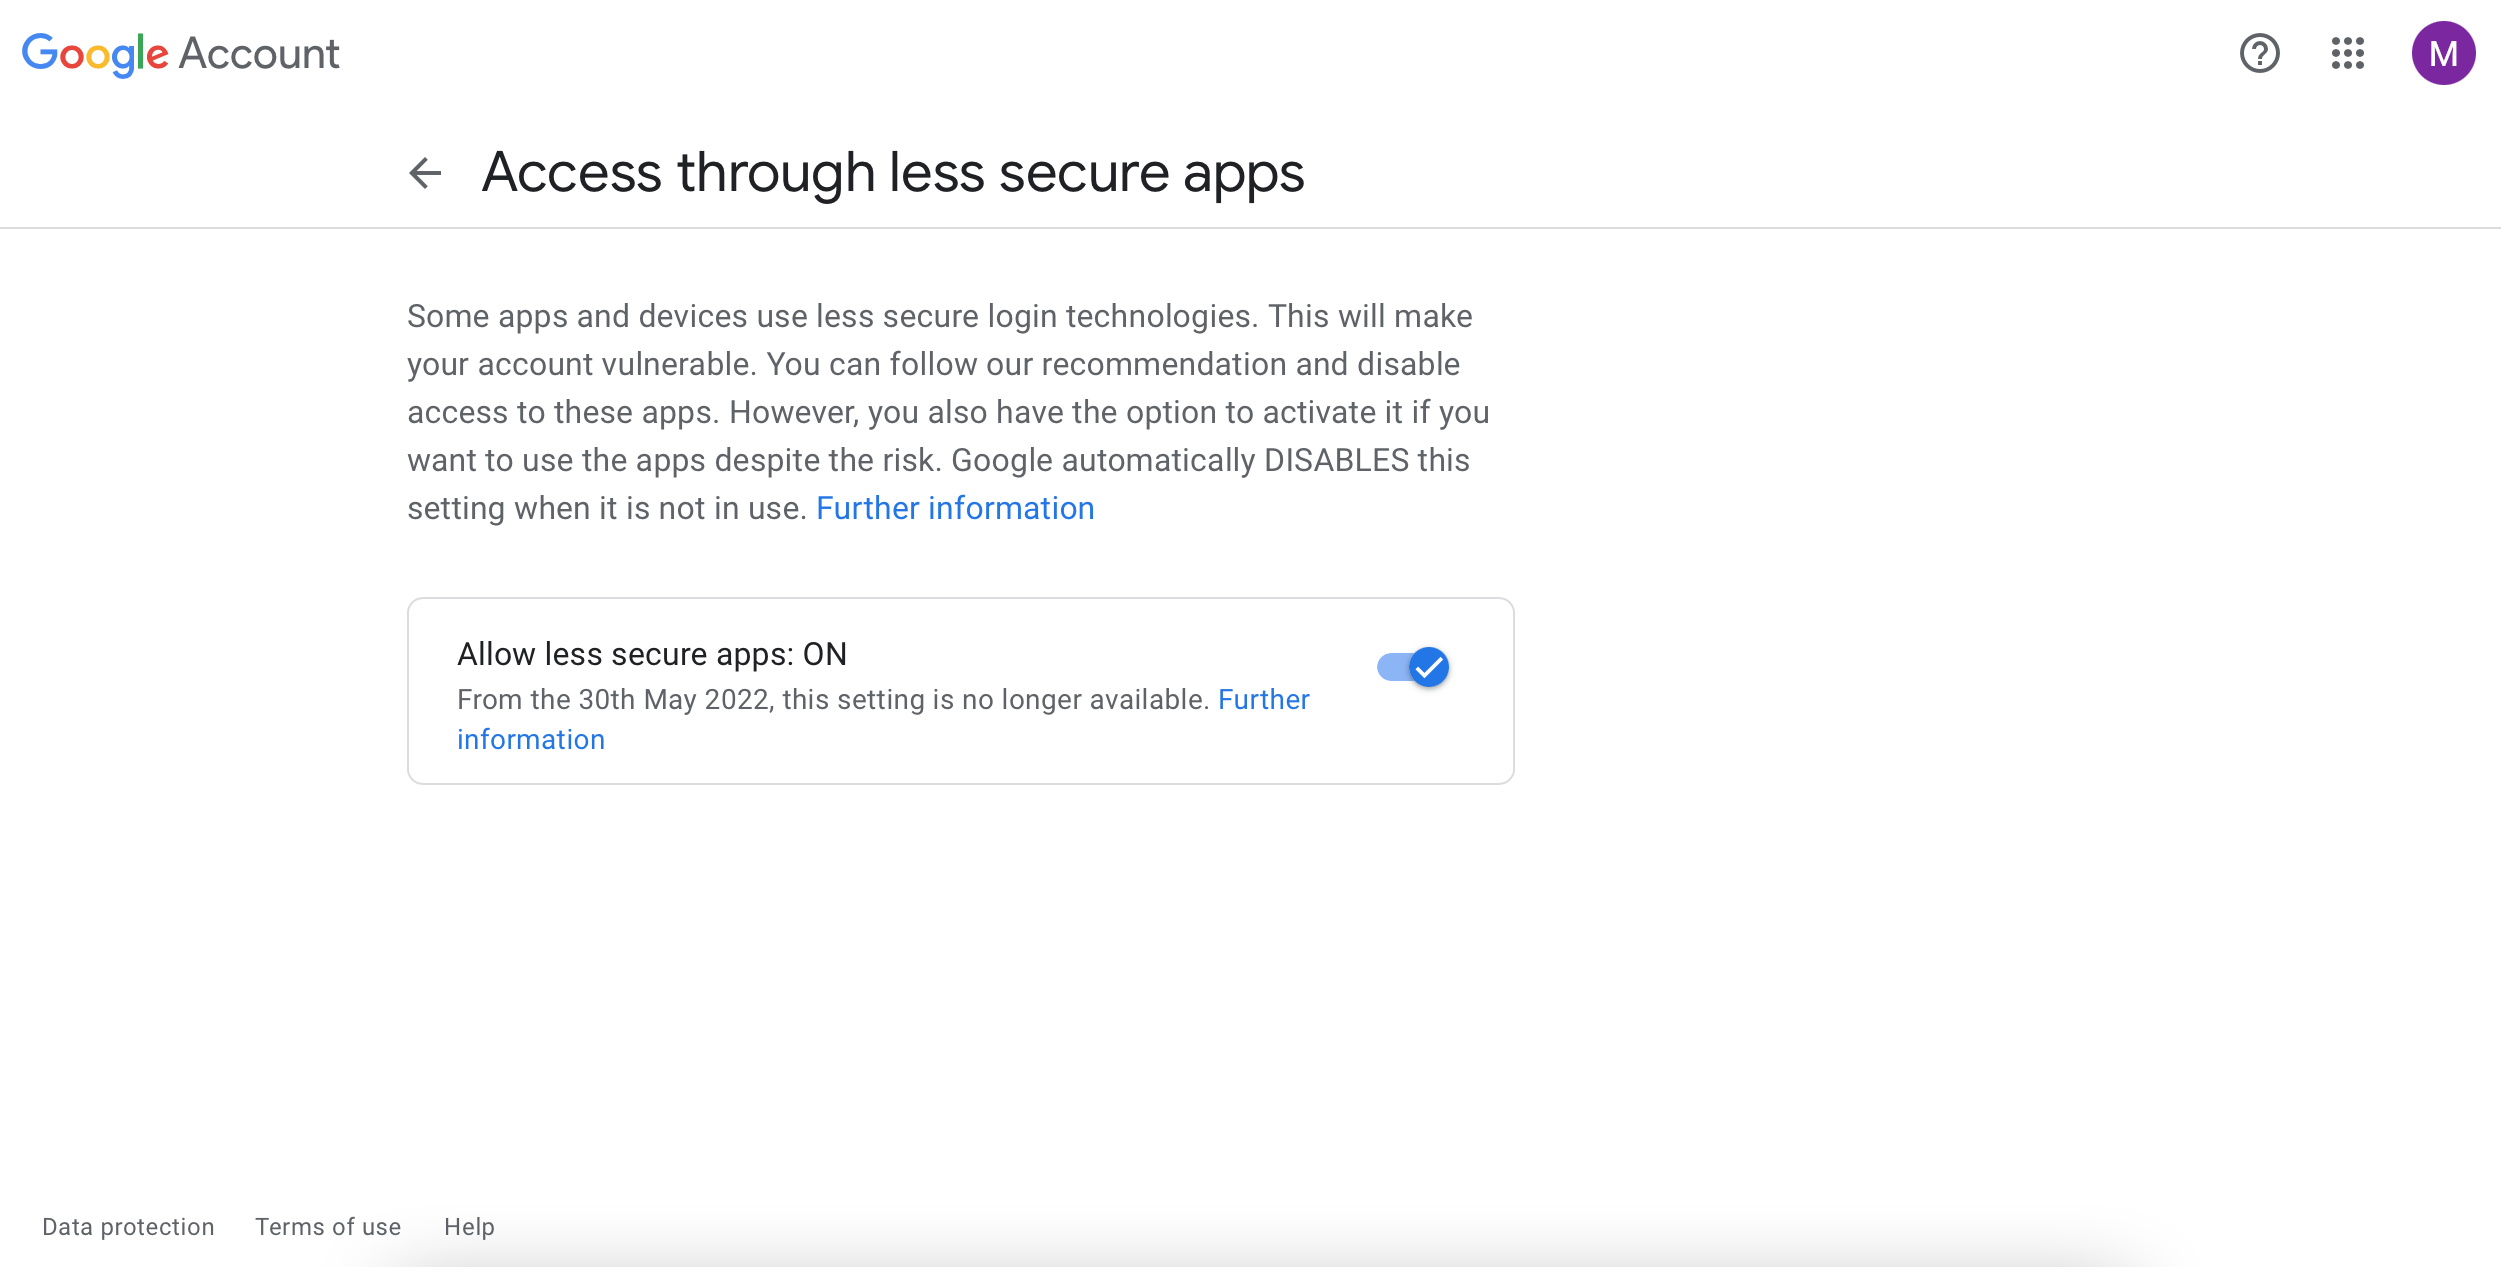 Google Account
M
Access through less secure apps
Some apps and devices use less secure login technologies. This will make
your account vulnerable. You can follow our recommendation and disable
access to these apps. However, you also have the option to activate it if you
want to use the apps despite the risk. Google automatically DISABLES this
setting when it is not in use. Further information
Allow less secure apps: ON
From the 30th May 2022, this setting is no longer available. Further
information
Data protection Terms of use Help